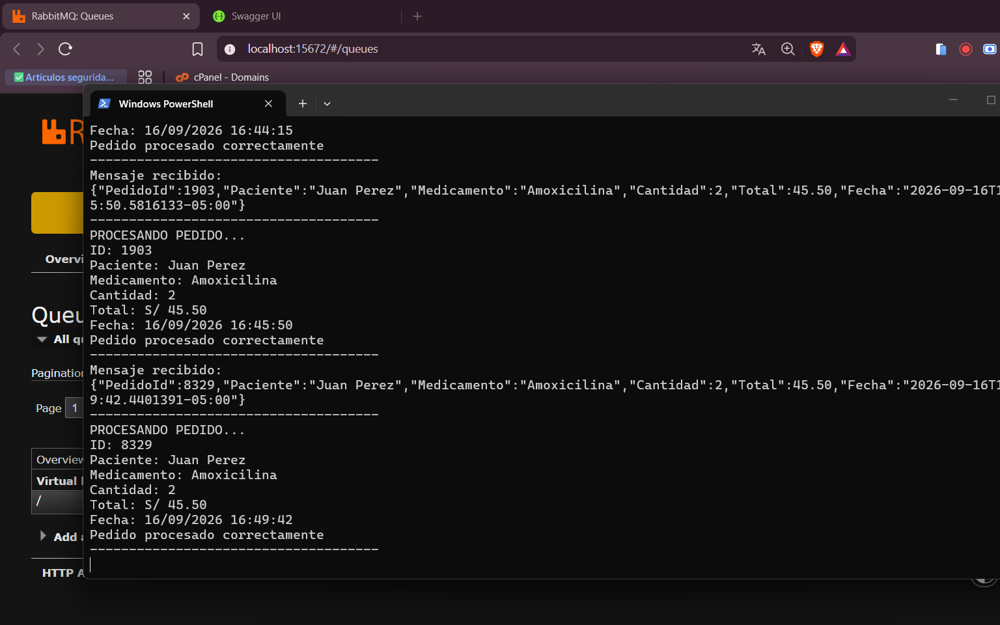 RabbitMQ: Queues
Swagger UI
localhost:15672/#/queues
Artículos segurida...
cPanel - Domains
Windows PowerShell
Fecha: 16/09/2026 16:44:15
Pedido procesado correctamente
-------------------------------------
Mensaje recibido:
{"PedidoId":1903,"Paciente":"Juan Perez","Medicamento":"Amoxicilina","Cantidad":2,"Total":45.50,"Fecha":"2026-09-16T1
5:50.5816133-05:00"}
-------------------------------------
PROCESANDO PEDIDO...
ID: 1903
Paciente: Juan Perez
Medicamento: Amoxicilina
Cantidad: 2
Total: S/ 45.50
Fecha: 16/09/2026 16:45:50
Pedido procesado correctamente
-------------------------------------
Mensaje recibido:
{"PedidoId":8329,"Paciente":"Juan Perez","Medicamento":"Amoxicilina","Cantidad":2,"Total":45.50,"Fecha":"2026-09-16T1
9:42.4401391-05:00"}
-------------------------------------
PROCESANDO PEDIDO...
ID: 8329
Paciente: Juan Perez
Medicamento: Amoxicilina
Cantidad: 2
Total: S/ 45.50
Fecha: 16/09/2026 16:49:42
Pedido procesado correctamente
-------------------------------------
R
Overvi
Queu
All qu
Pagination
Page 1
Overview
Virtual
/
Add a
HTTP A